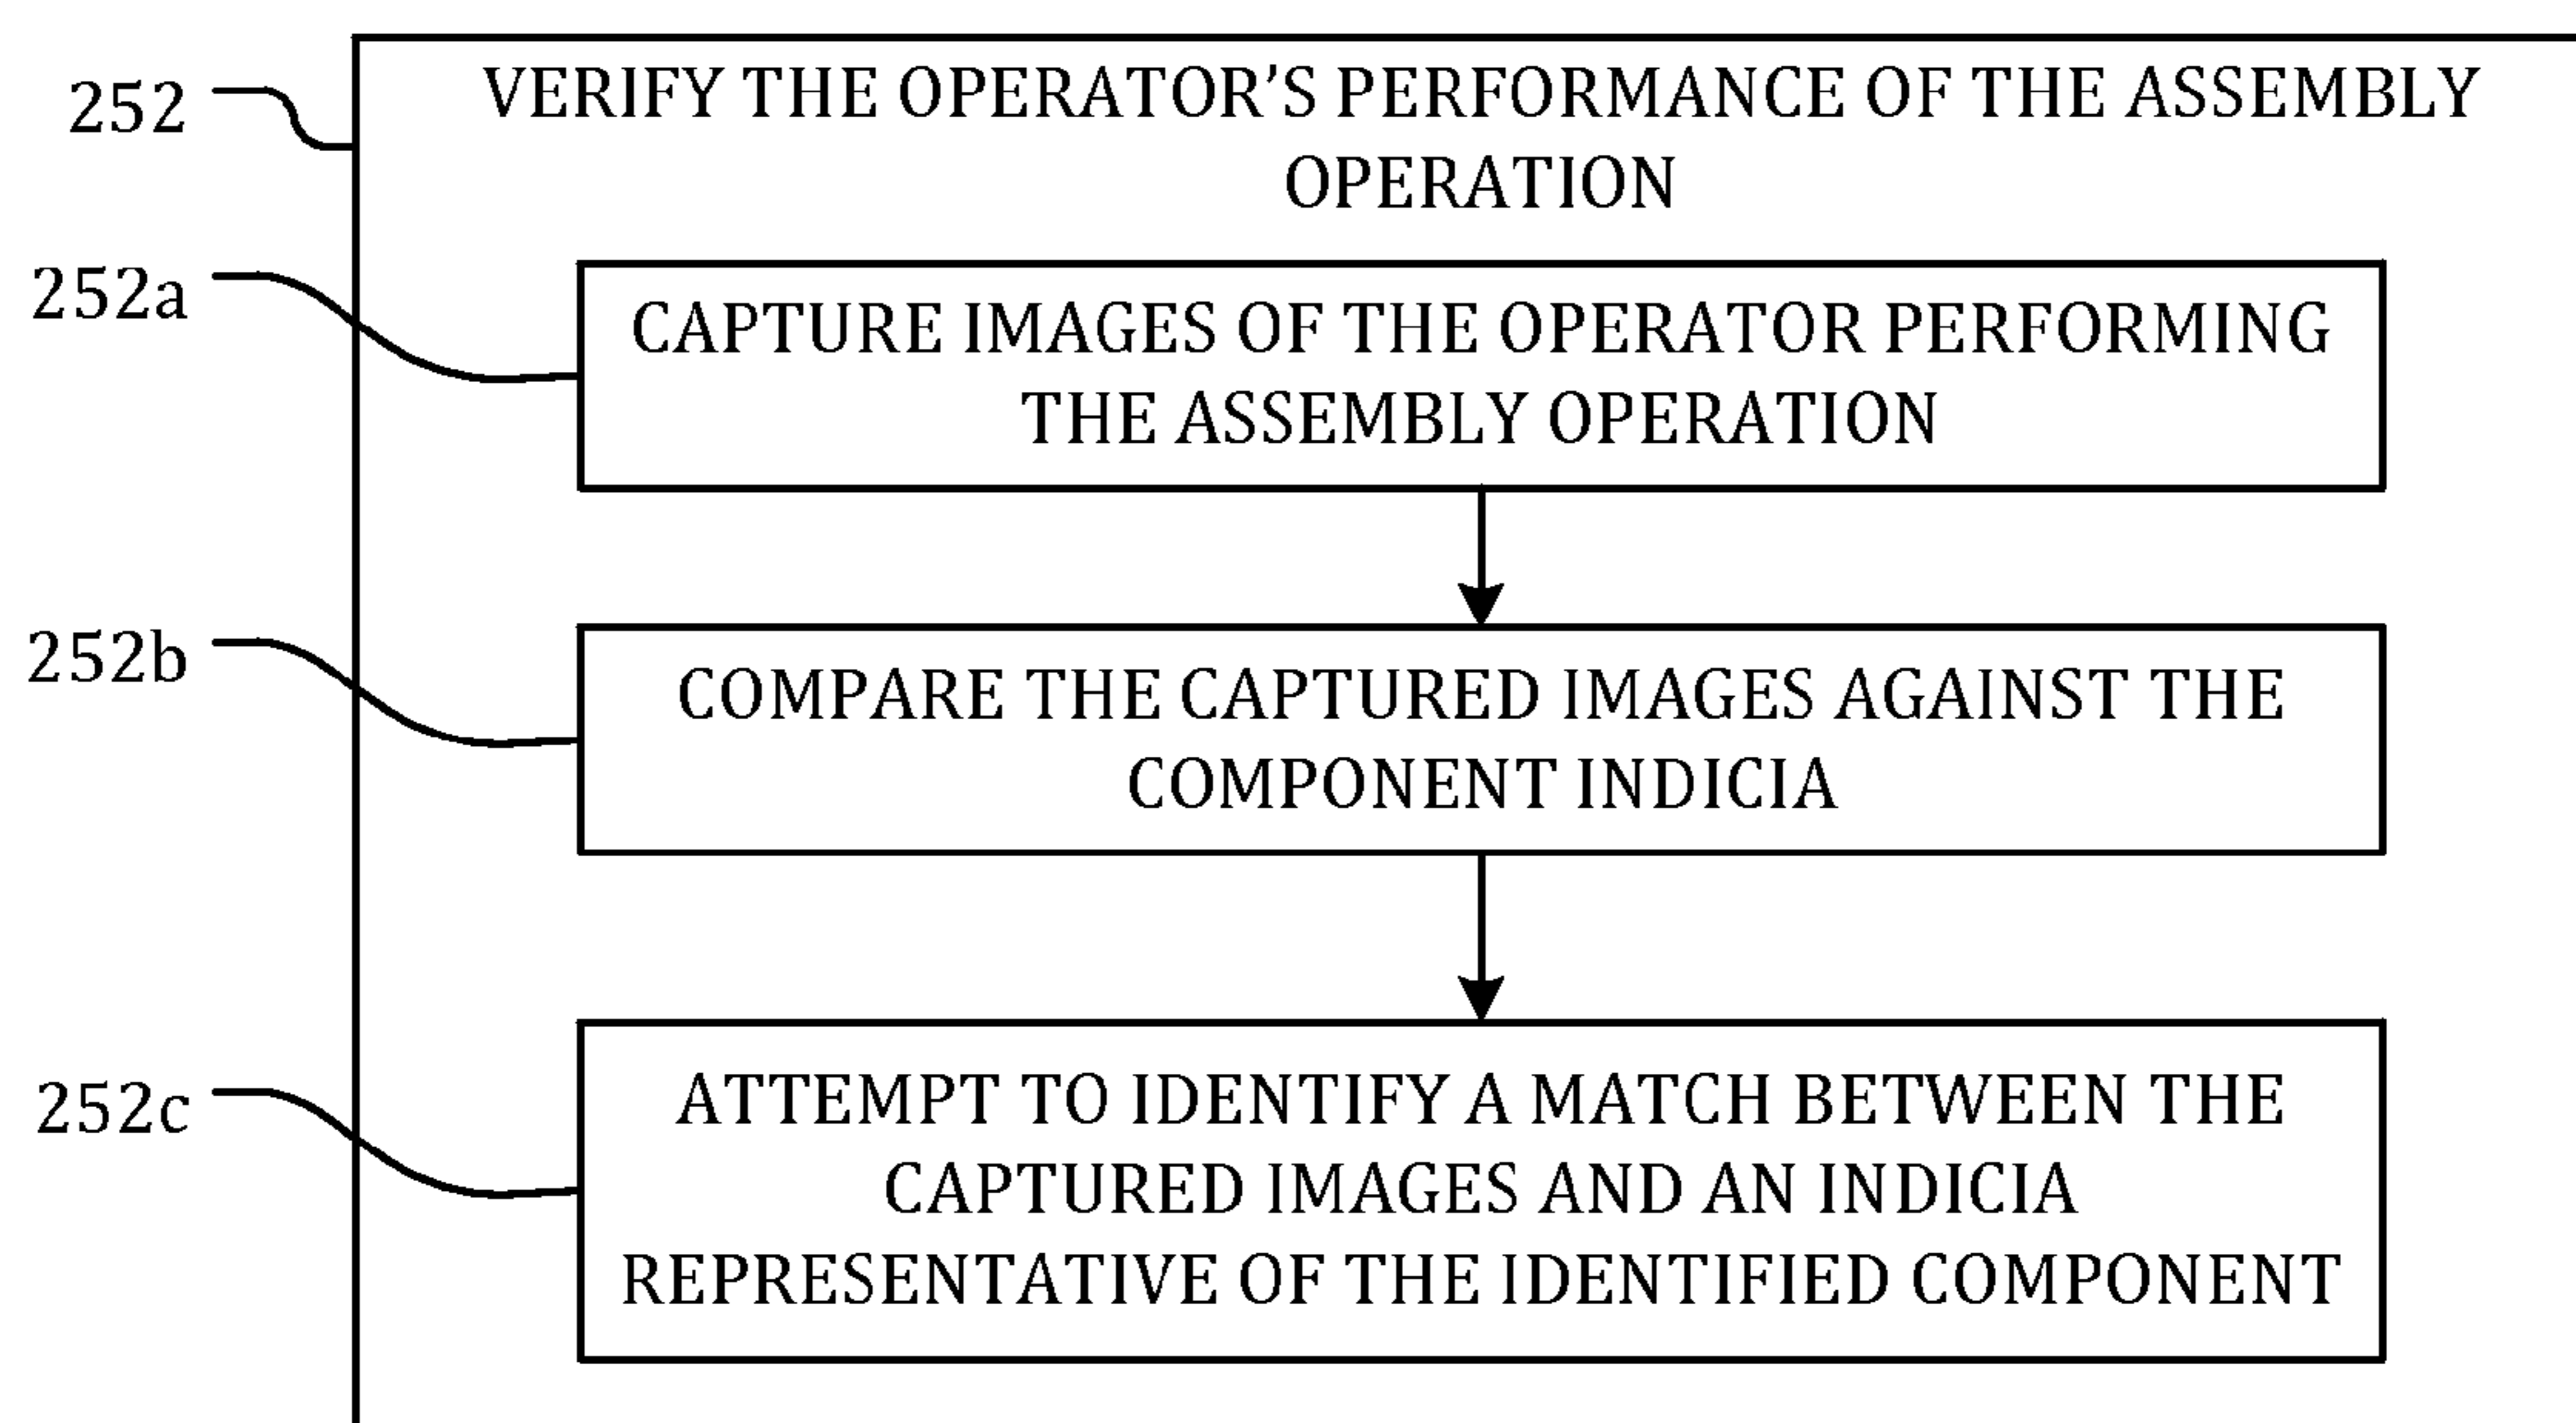 252
VERIFY THE OPERATOR’S PERFORMANCE OF THE ASSEMBLY
OPERATION
252a
CAPTURE IMAGES OF THE OPERATOR PERFORMING
THE ASSEMBLY OPERATION
252b
COMPARE THE CAPTURED IMAGES AGAINST THE
COMPONENT INDICIA
252c
ATTEMPT TO IDENTIFY A MATCH BETWEEN THE
CAPTURED IMAGES AND AN INDICIA
REPRESENTATIVE OF THE IDENTIFIED COMPONENT